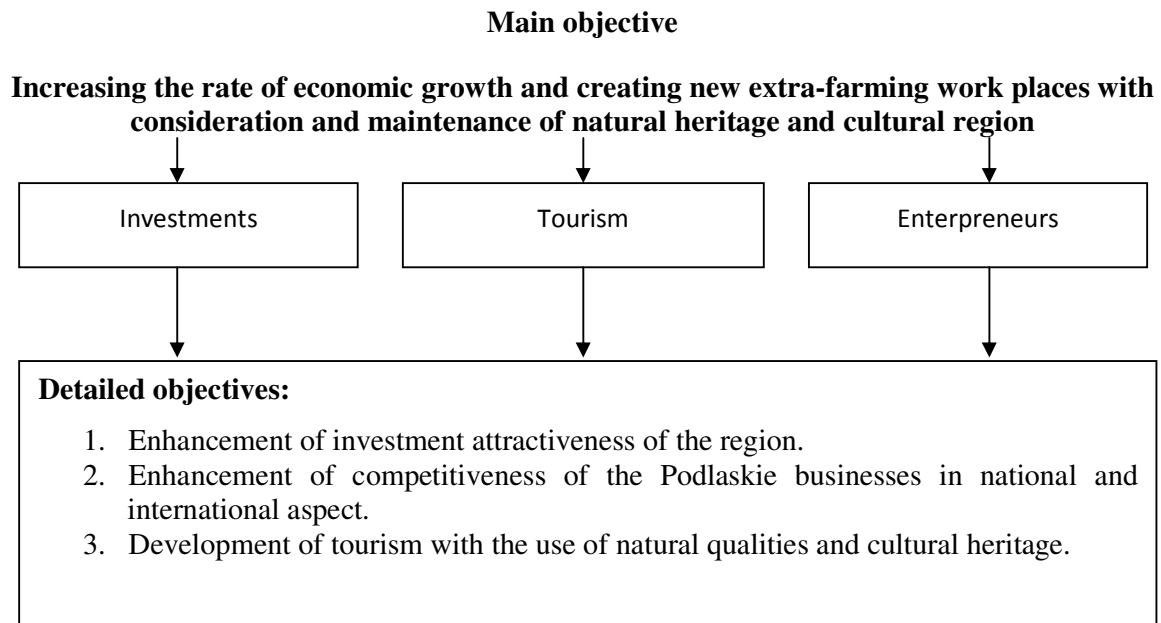 Main objective
Increasing the rate of economic growth and creating new extra-farming work places with
consideration and maintenance of natural heritage and cultural region
Investments
Tourism
Enterpreneurs
Detailed objectives:
1. Enhancement of investment attractiveness of the region.
2. Enhancement of competitiveness of the Podlaskie businesses in national and
international aspect.
3. Development of tourism with the use of natural qualities and cultural heritage.